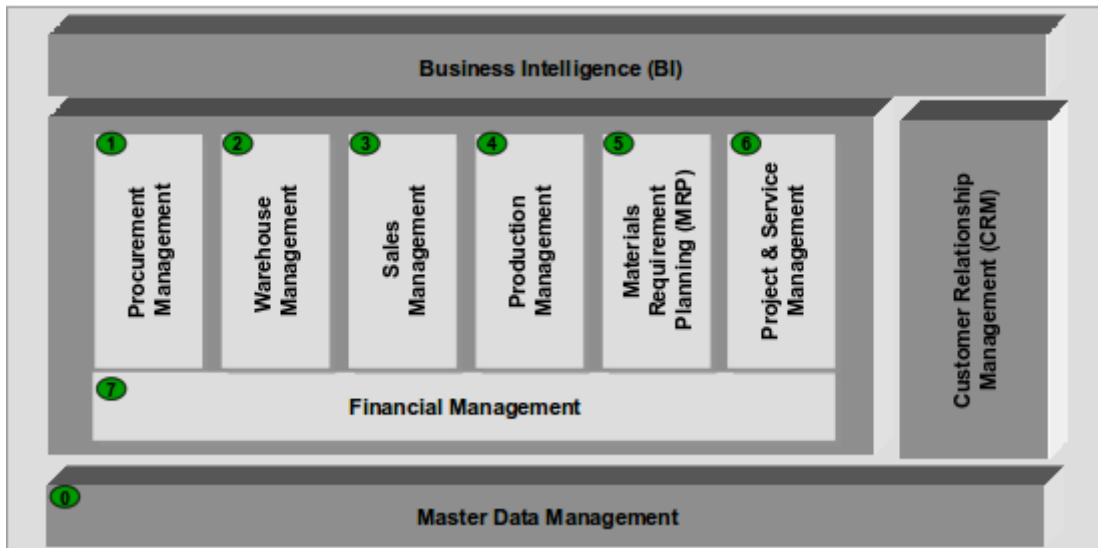 Business Intelligence (BI)
1
Procurement
Management
2
Warehouse
Management
3
Sales
Management
4
Production
Management
5
Materials
Requirement
Planning (MRP)
6
Project & Service
Management
Customer Relationship
Management (CRM)
7
Financial Management
0
Master Data Management